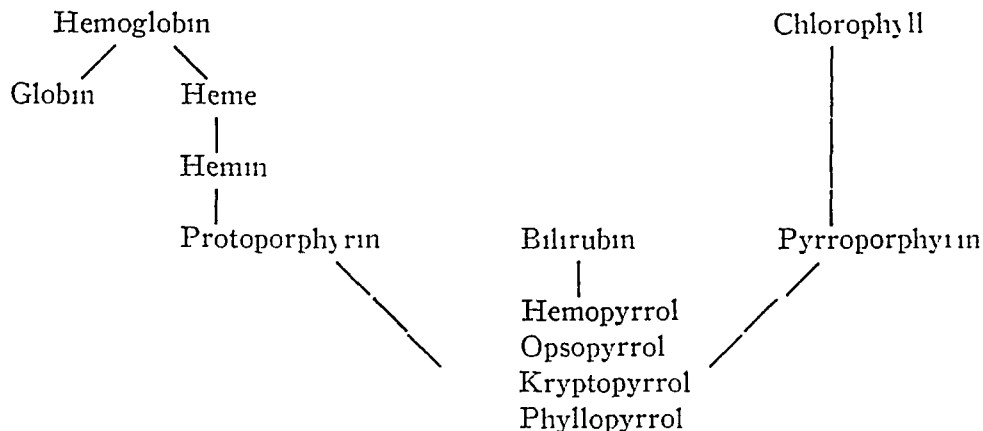 Hemoglobin Chlorophyll
Globin Heme
Hemin
Protoporphyrin Bilirubin Pyrroporphyrin
Hemopyrrol
Opsopyrrol
Kryptopyrrol
Phyllopyrrol